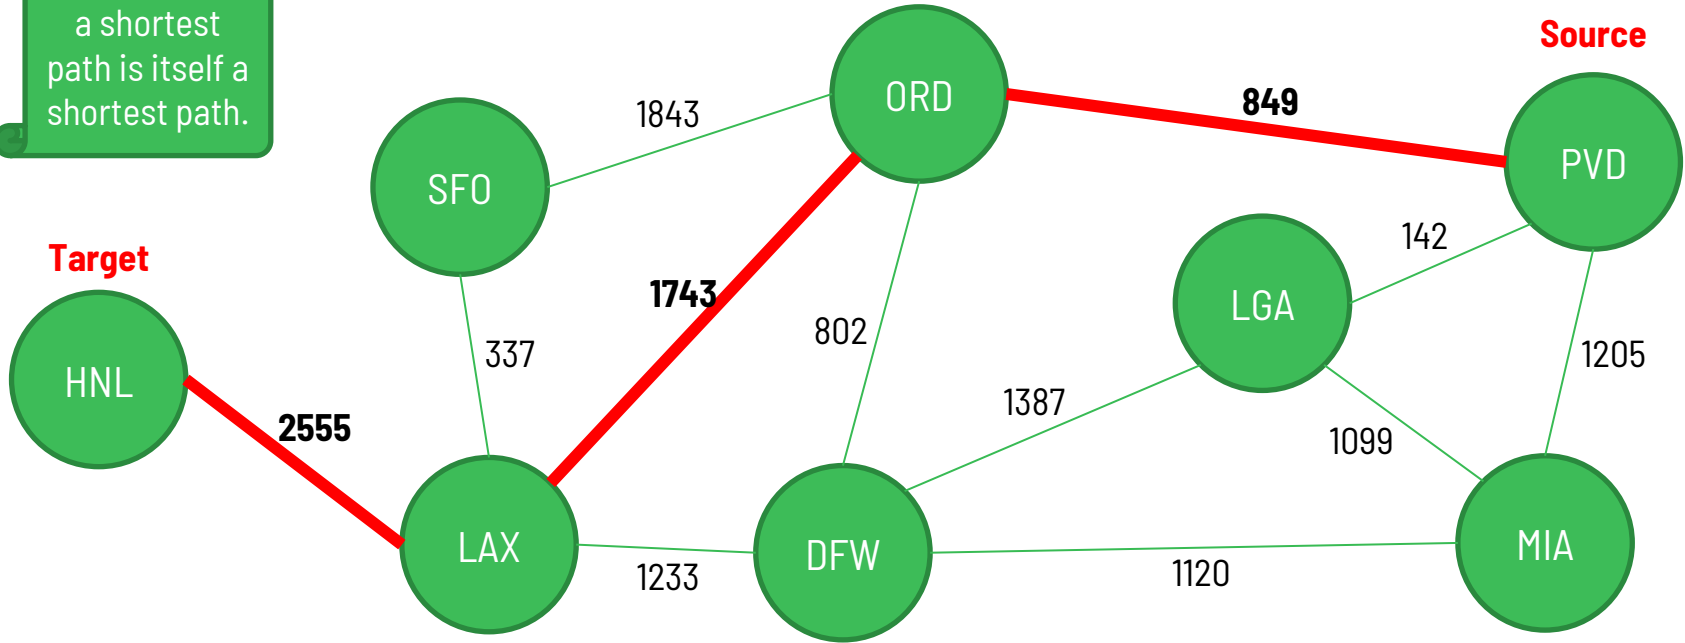 a shortest
path is itself a
shortest path.
Source
ORD
849
1843
PVD
SFO
142
Target
1743
LGA
802
337
1205
HNL
1387
2555
1099
LAX
DFW
MIA
1233
1120